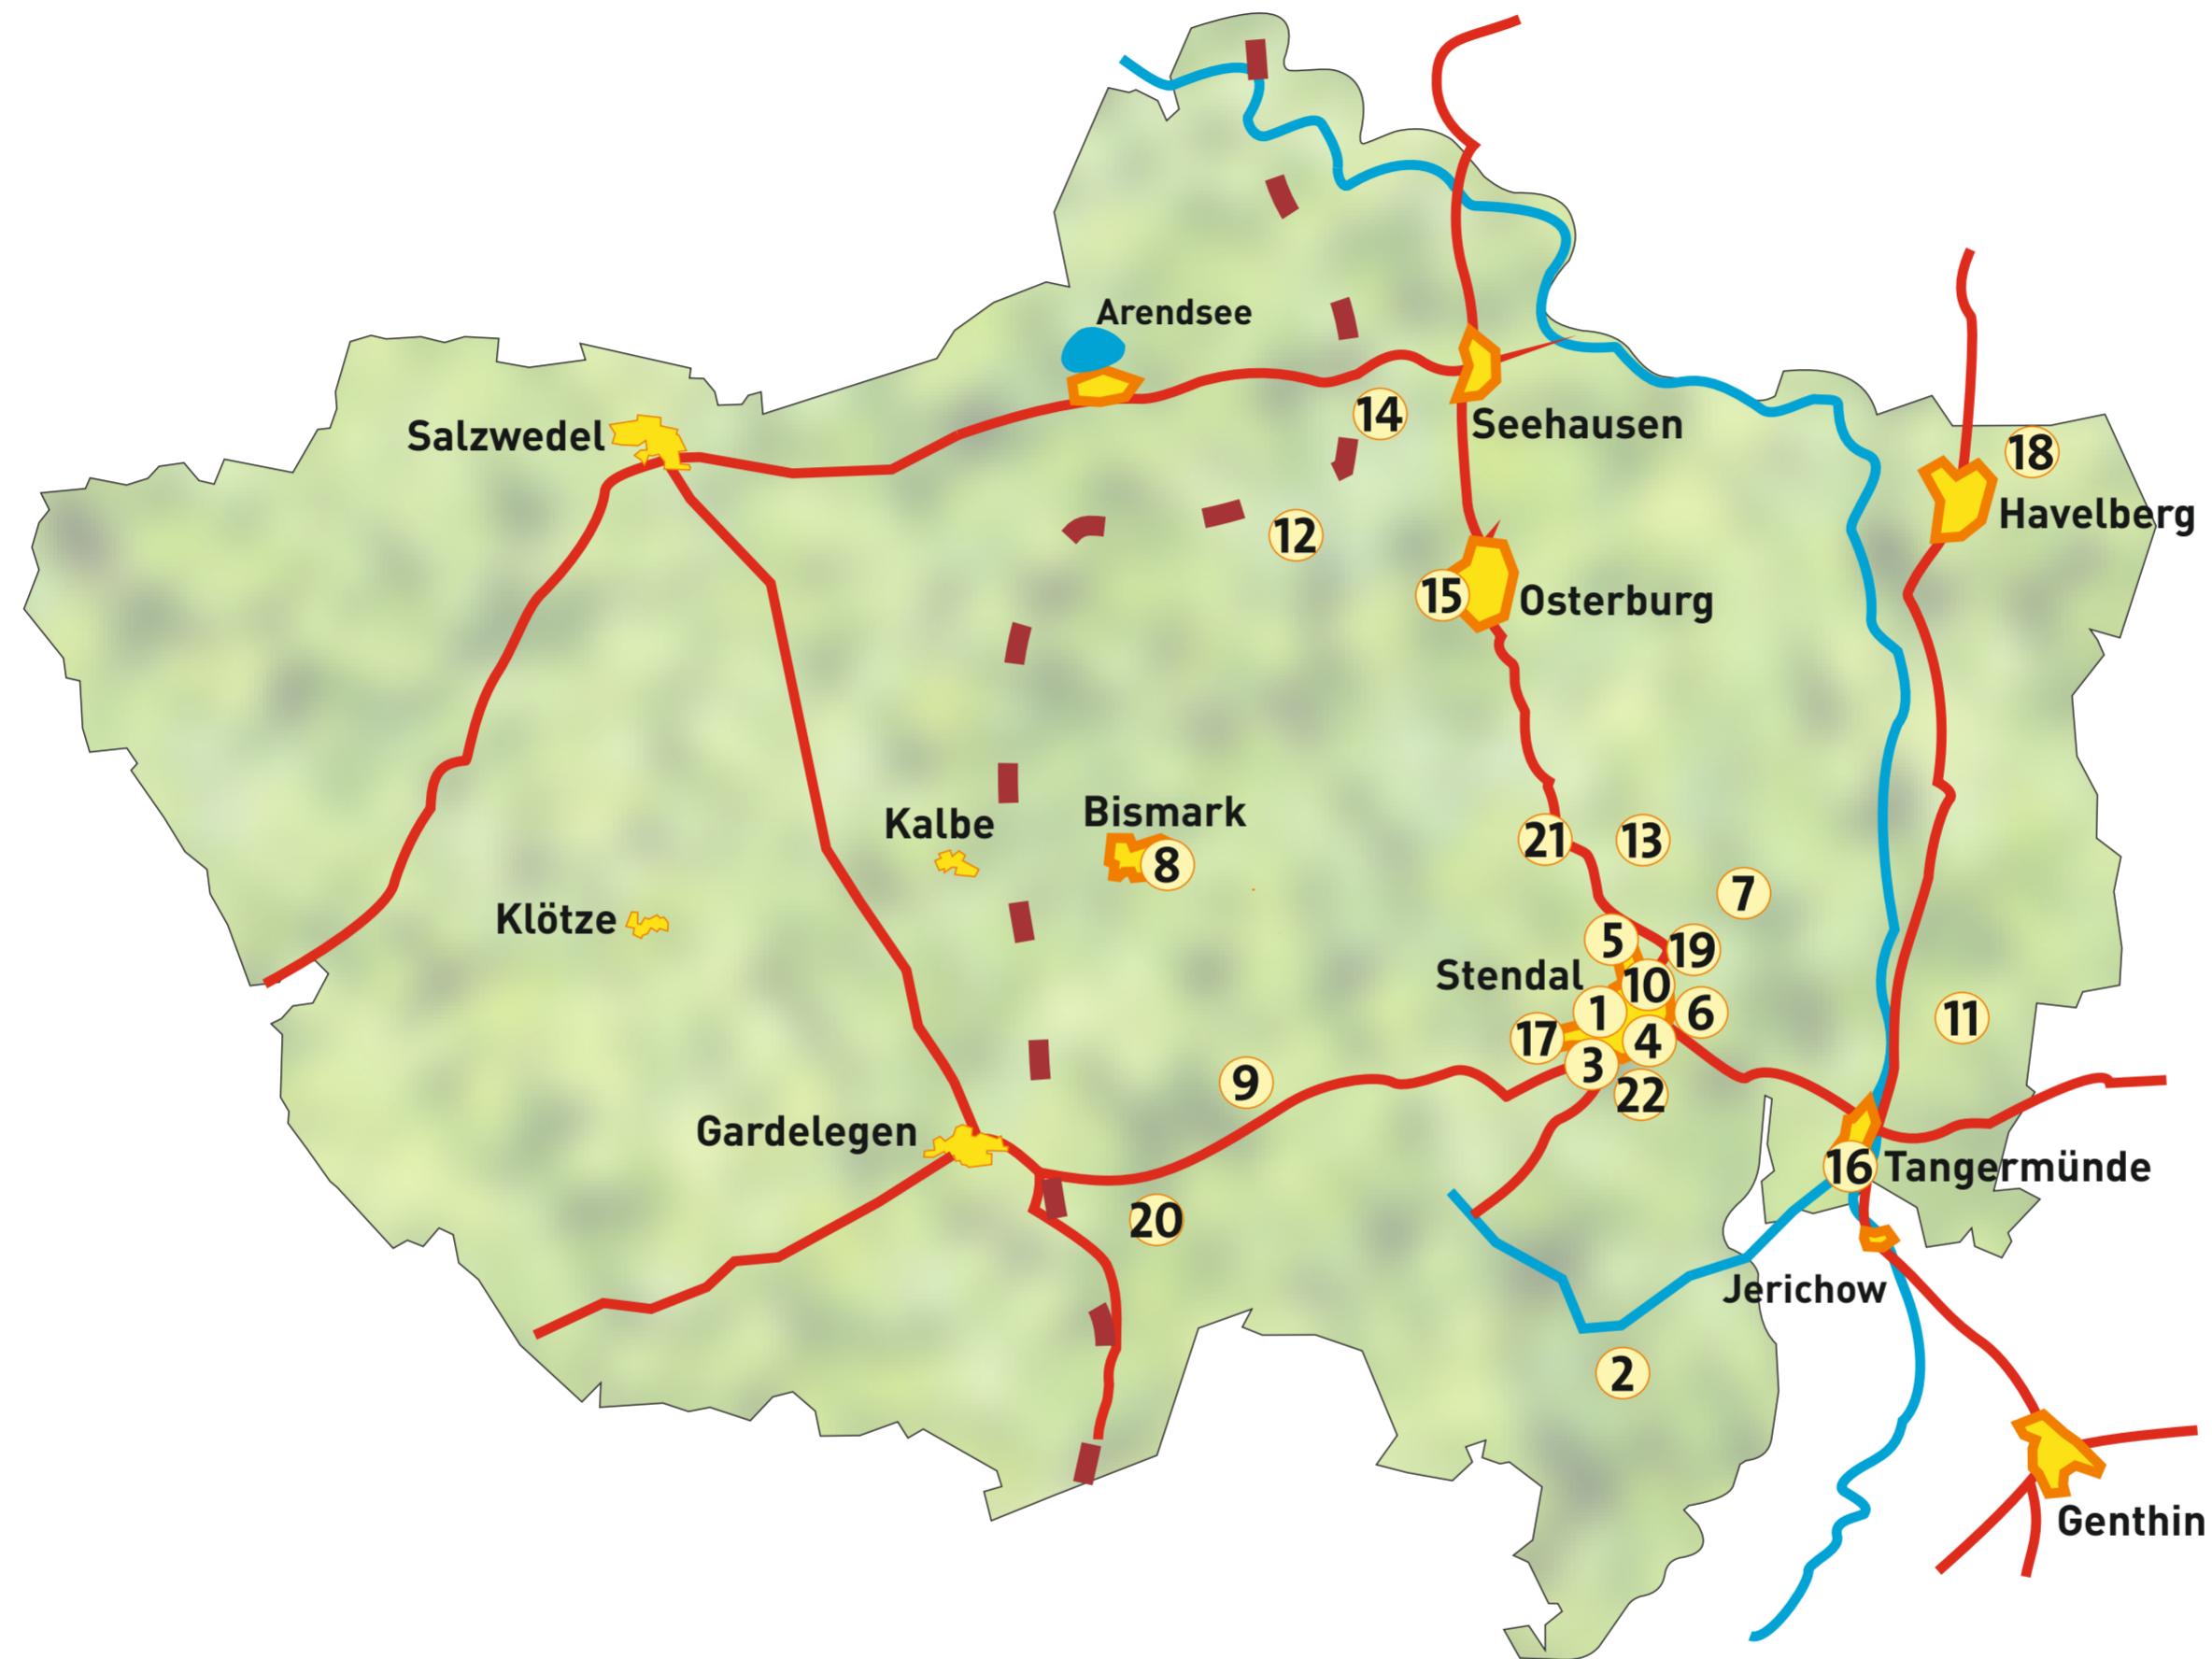 Arendsee
14
Seehausen
Salzwedel
18
Havelberg
12
15
Osterburg
Kalbe
Bismark
8
21
13
7
Klötze
5
19
Stendal
10
1
6
11
17
4
3
9
22
Gardelegen
16
Tangermünde
20
Jerichow
2
Genthin